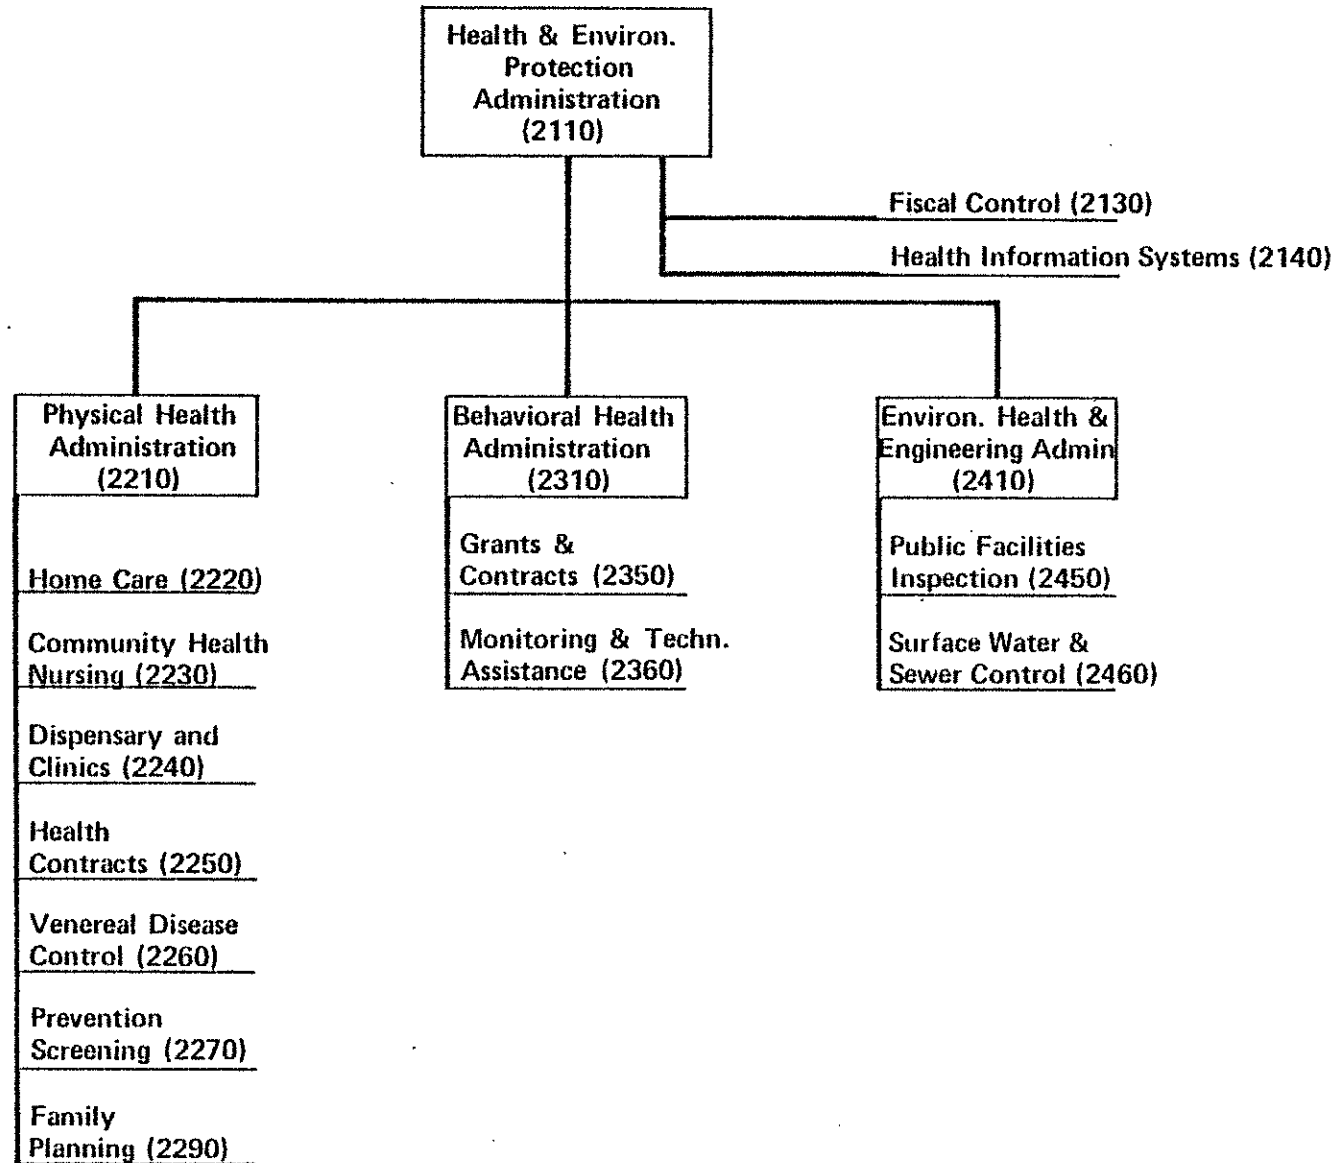 Health & Environ.
Protection
Administration
(2110)
Fiscal Control (2130)
Health Information Systems (2140)
Physical Health
Administration
(2210)
Home Care (2220)
Community Health
Nursing (2230)
Dispensary and
Clinics (2240)
Health
Contracts (2250)
Venereal Disease
Control (2260)
Prevention
Screening (2270)
Family
Planning (2290)
Behavioral Health
Administration
(2310)
Grants &
Contracts (2350)
Monitoring & Techn.
Assistance (2360)
Environ. Health &
Engineering Admin
(2410)
Public Facilities
Inspection (2450)
Surface Water &
Sewer Control (2460)